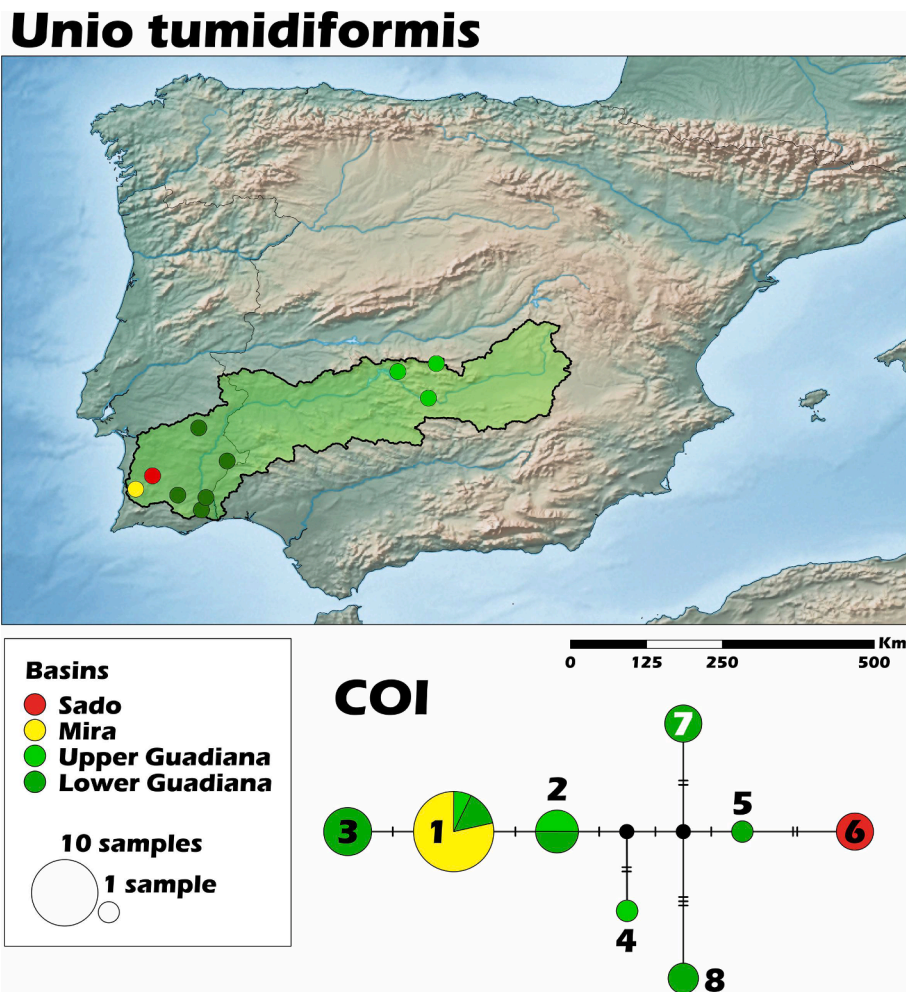 Unio tumidiformis
Km
0 125 250 500
Basins
Sado
Mira
Upper Guadiana
Lower Guadiana
10 samples
1 sample
COI
7
2
5
3
1
6
4
8